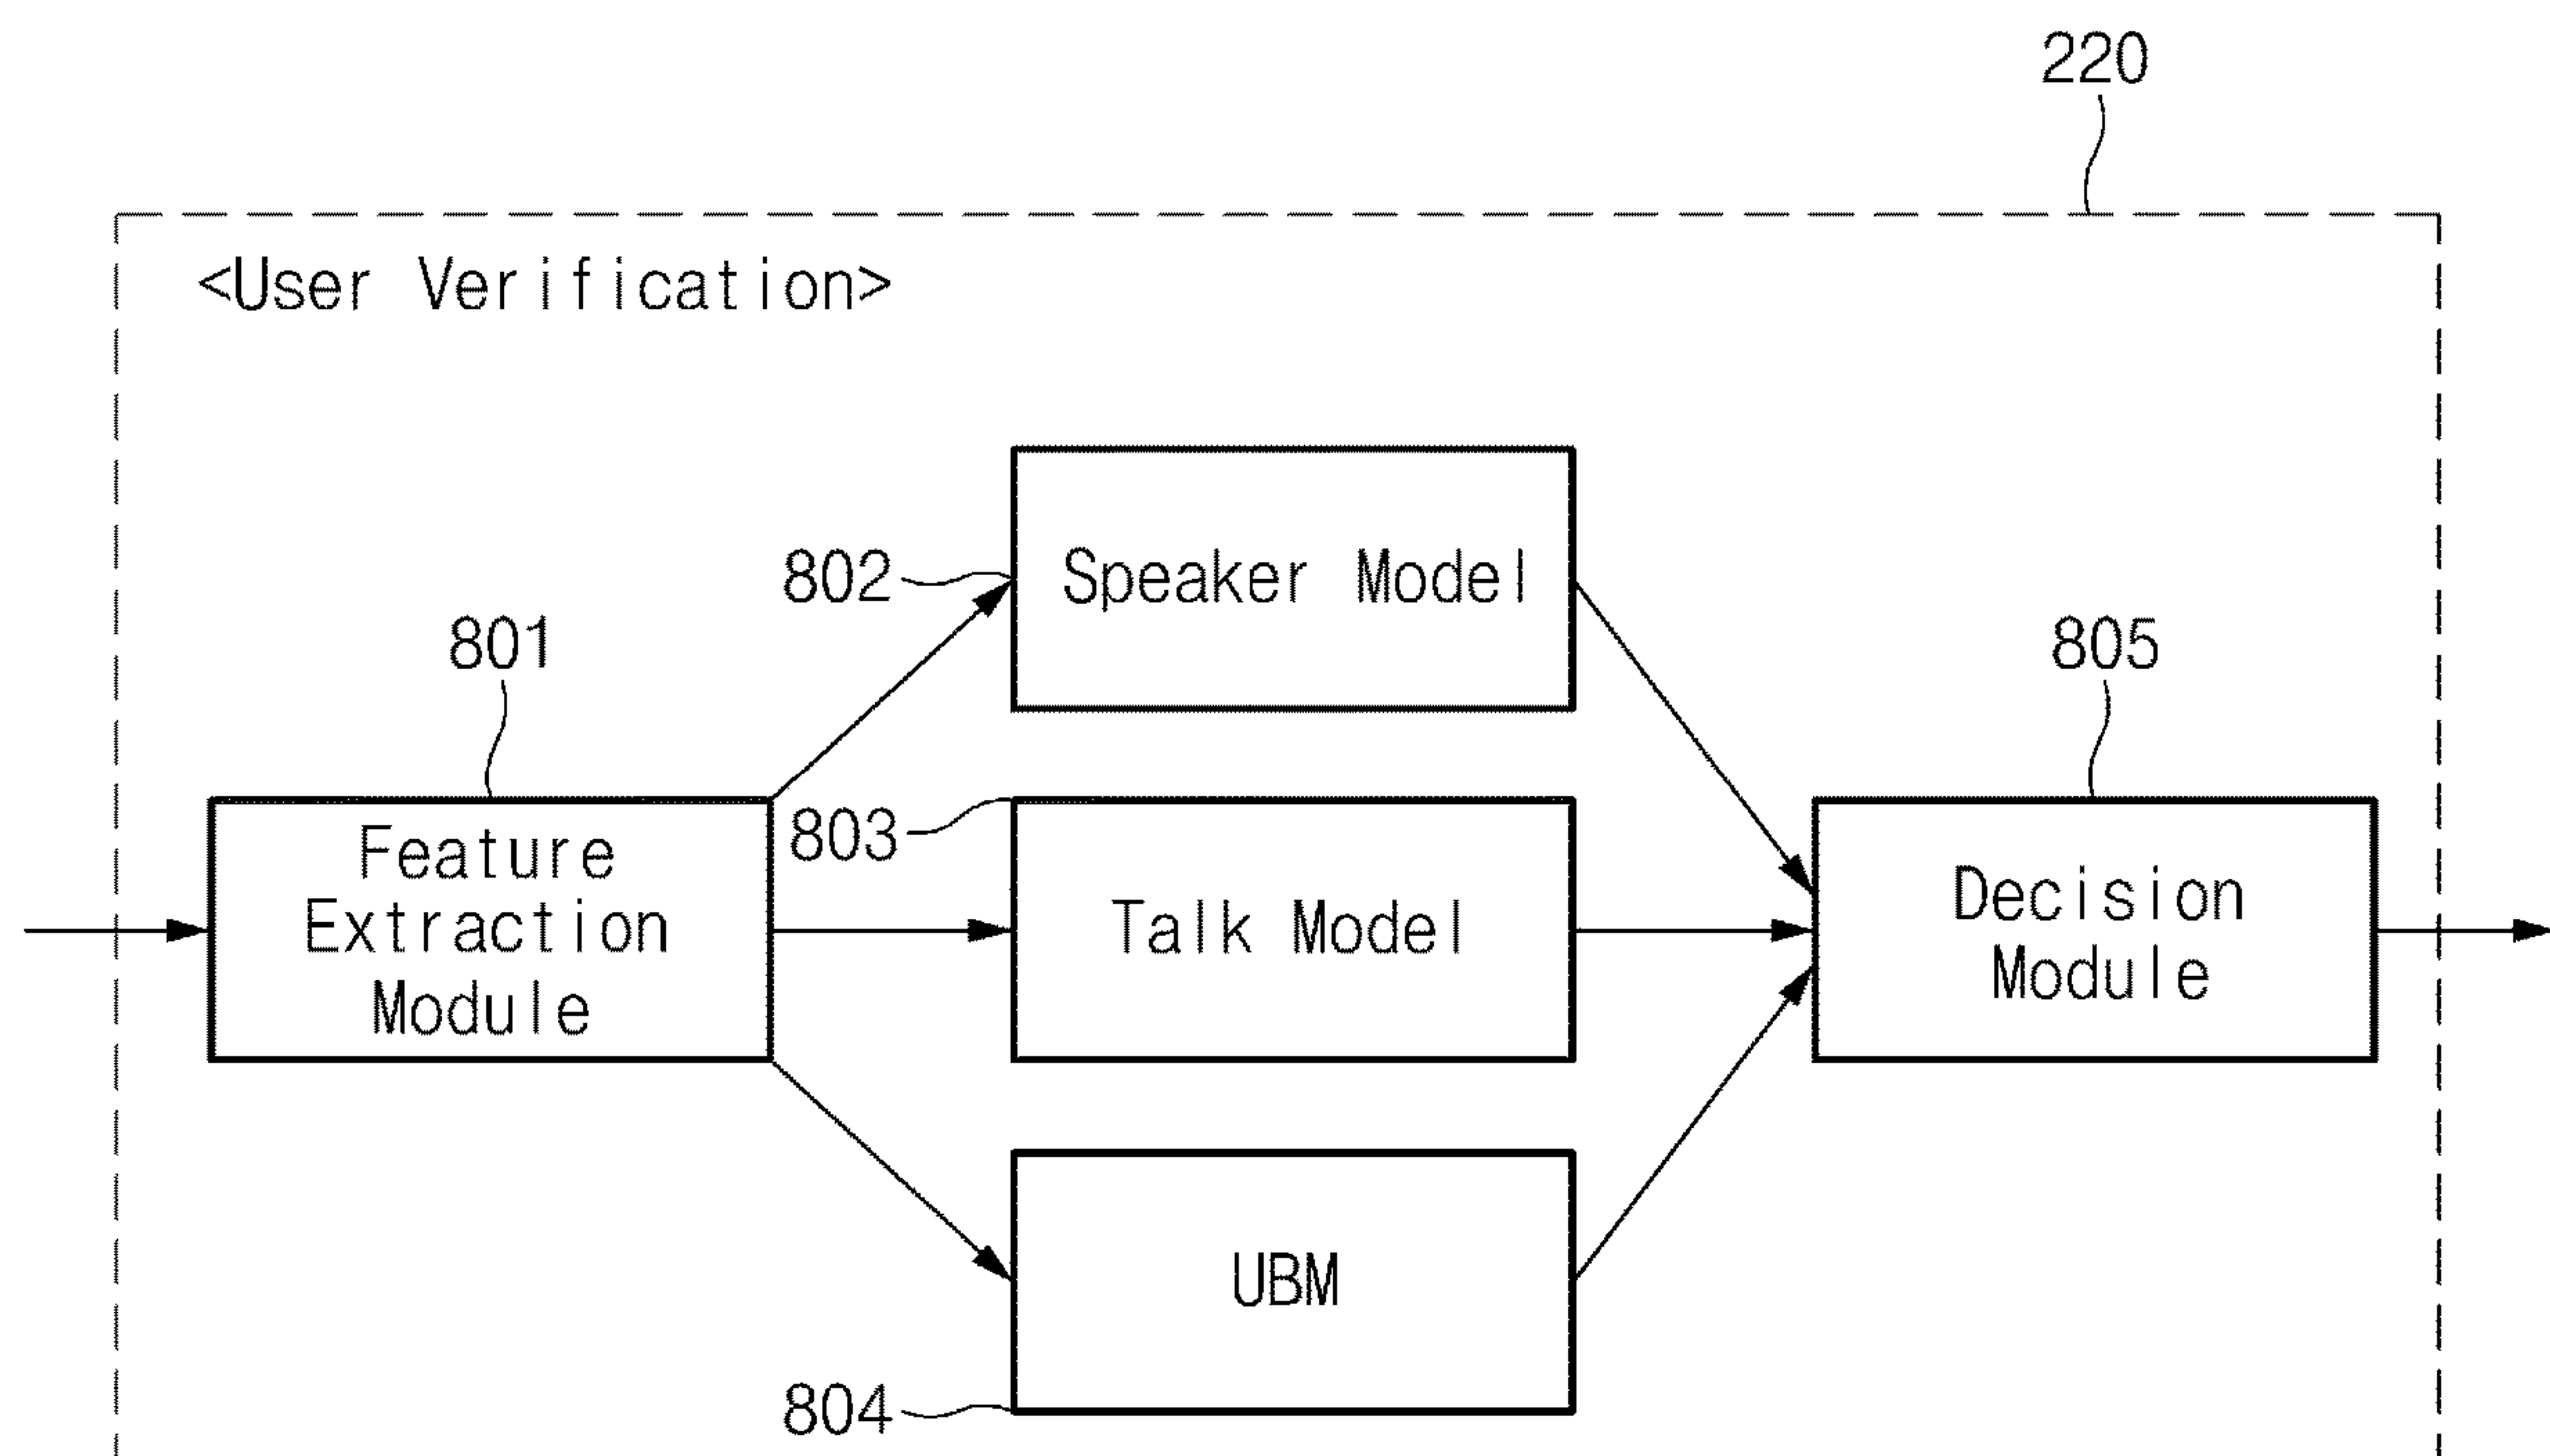 220
<User Verification>
802
Speaker Model
801
805
803
Feature
Extraction
Module
Talk Model
Decision
Module
UBM
804